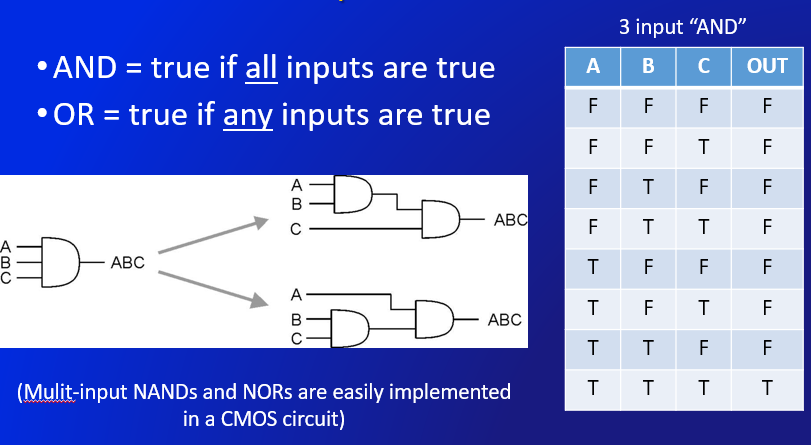 • AND = true if all inputs are true
• OR = true if any inputs are true
A
B
C
ABC
A
B
C
ABC
A
B
C
ABC
(Mulit-input NANDs and NORs are easily implemented
in a CMOS circuit)
3 input “AND”
A B C OUT
F F F F
F F T F
F T F F
F T T F
T F F F
T F T F
T T F F
T T T T